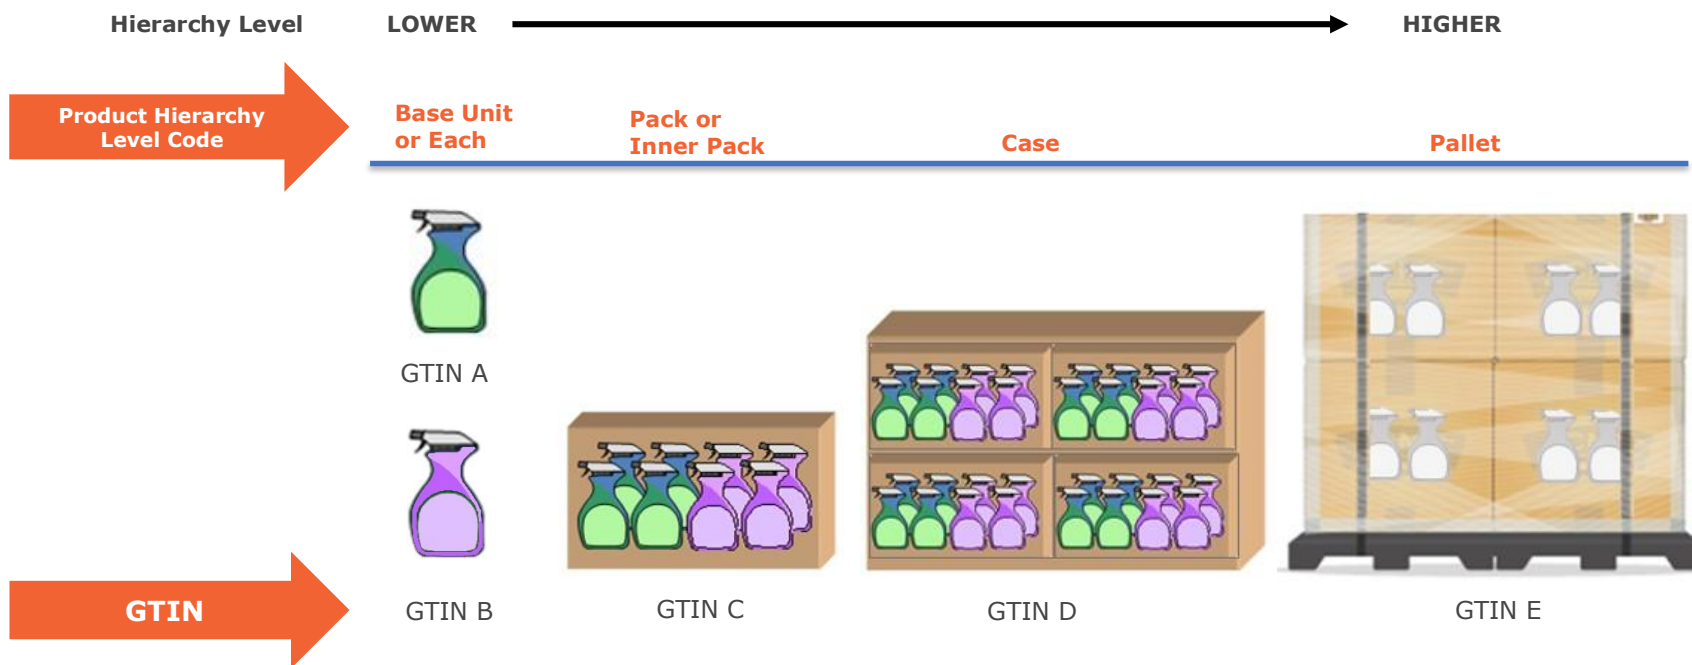 Hierarchy Level LOWER HIGHER
Product Hierarchy
Level Code
Base Unit
or Each
Pack or
Inner Pack
Case
Pallet
GTIN A
GTIN
GTIN B
GTIN C
GTIN D
GTIN E